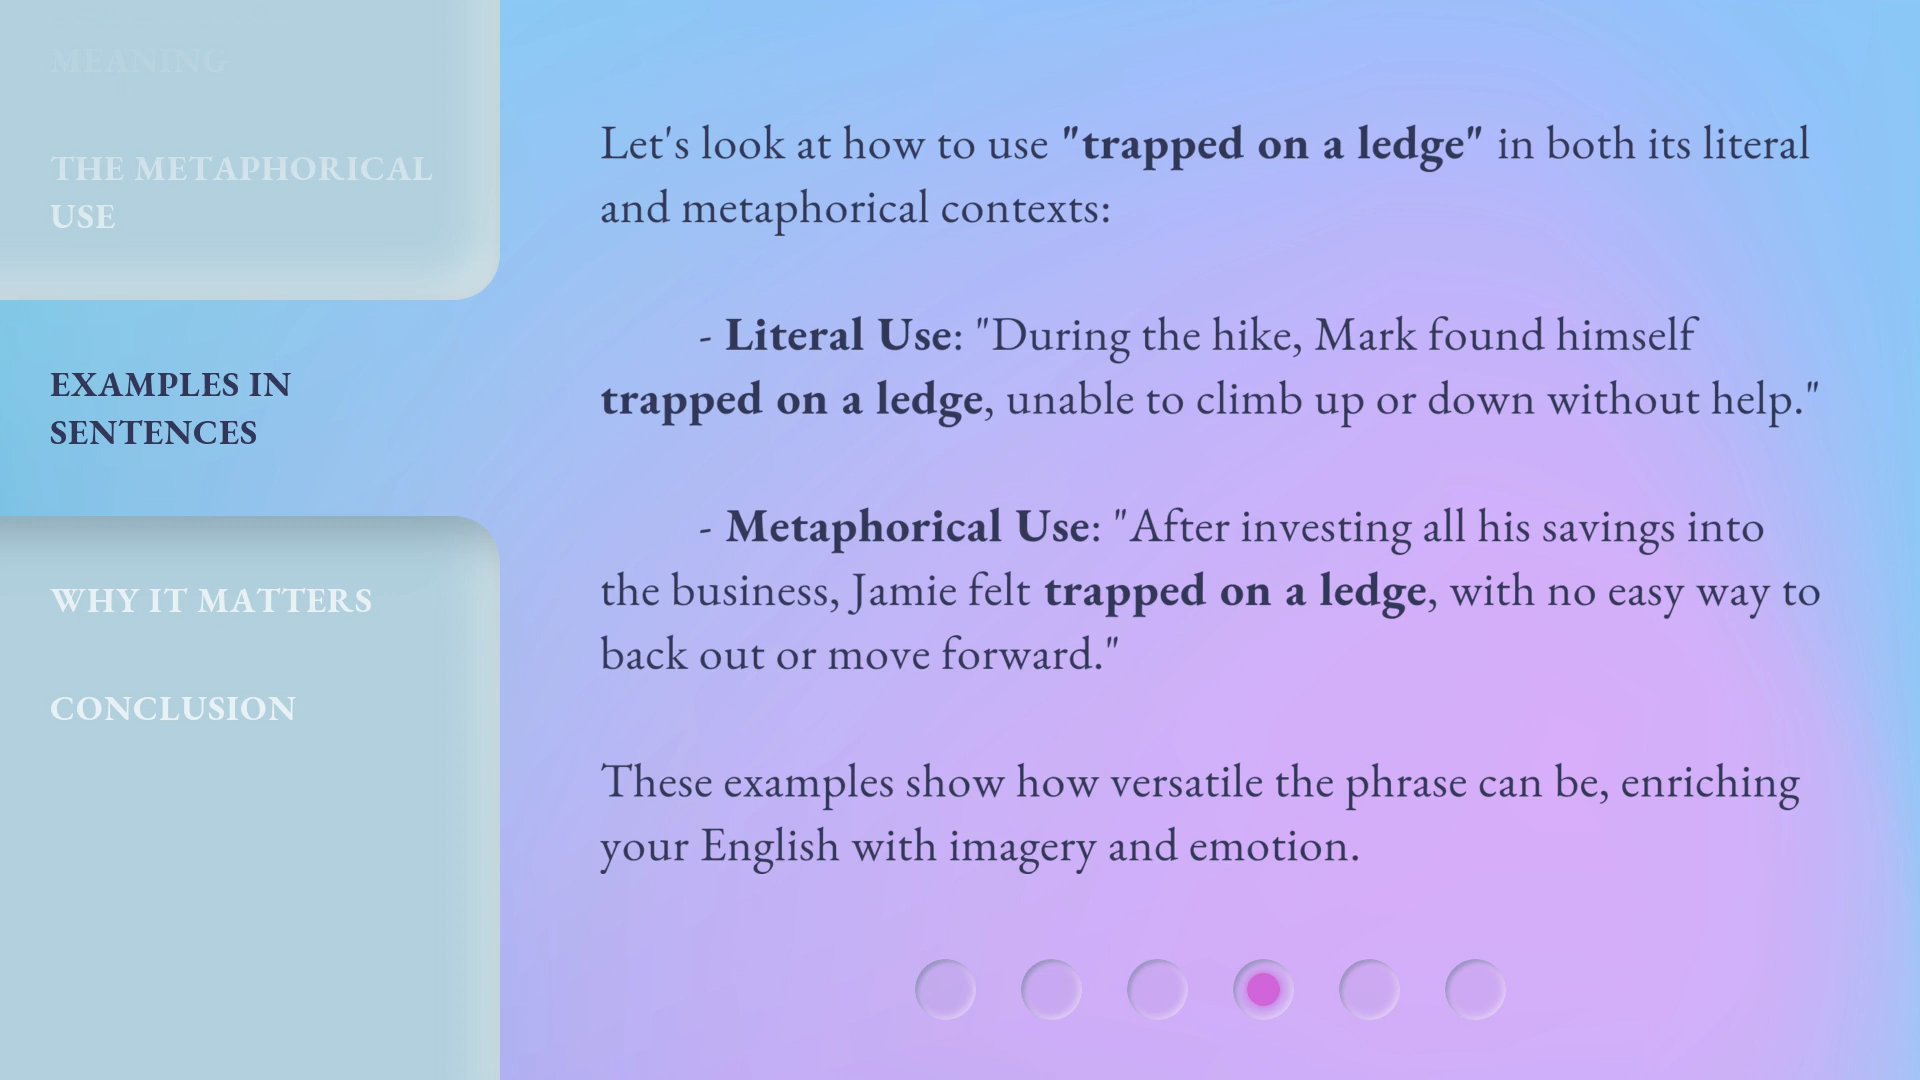 MEANING
THE METAPHORICAL
USE
EXAMPLES IN
SENTENCES
WHY IT MATTERS
CONCLUSION
Let's look at how to use "trapped on a ledge" in both its literal
and metaphorical contexts:
- Literal Use: "During the hike, Mark found himself
trapped on a ledge, unable to climb up or down without help."
- Metaphorical Use: "After investing all his savings into
the business, Jamie felt trapped on a ledge, with no easy way to
back out or move forward."
These examples show how versatile the phrase can be, enriching
your English with imagery and emotion.